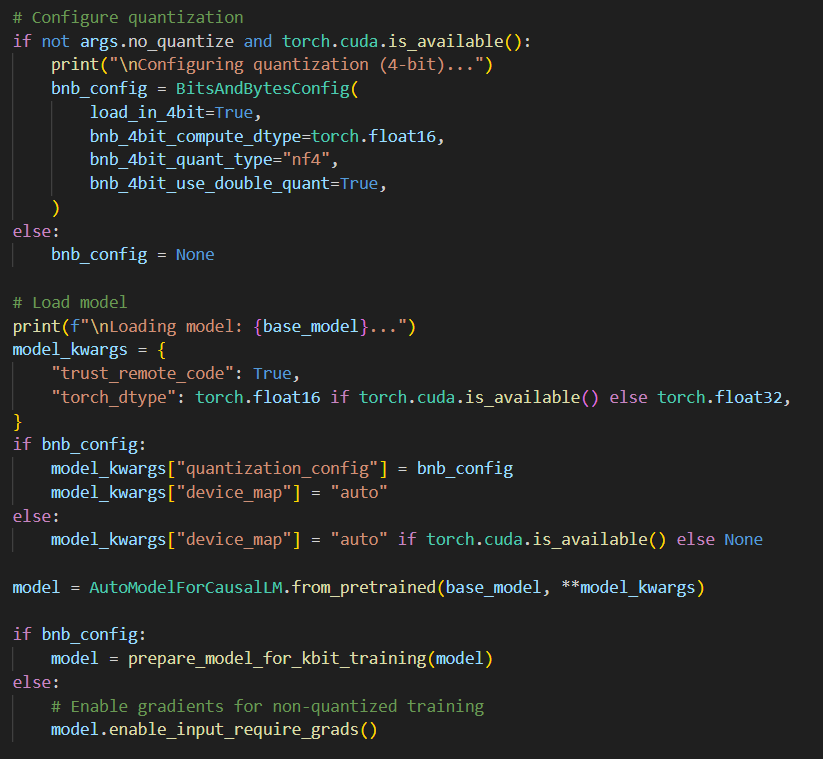 # Configure quantization
if not args.no_quantize and torch.cuda.is_available():
    print("\nConfiguring quantization (4-bit)...")
    bnb_config = BitsAndBytesConfig(
        load_in_4bit=True,
        bnb_4bit_compute_dtype=torch.float16,
        bnb_4bit_quant_type="nf4",
        bnb_4bit_use_double_quant=True,
    )
else:
    bnb_config = None

# Load model
print(f"\nLoading model: {base_model}...")
model_kwargs = {
    "trust_remote_code": True,
    "torch_dtype": torch.float16 if torch.cuda.is_available() else torch.float32,
}
if bnb_config:
    model_kwargs["quantization_config"] = bnb_config
    model_kwargs["device_map"] = "auto"
else:
    model_kwargs["device_map"] = "auto" if torch.cuda.is_available() else None

model = AutoModelForCausalLM.from_pretrained(base_model, **model_kwargs)

if bnb_config:
    model = prepare_model_for_kbit_training(model)
else:
    # Enable gradients for non-quantized training
    model.enable_input_require_grads()